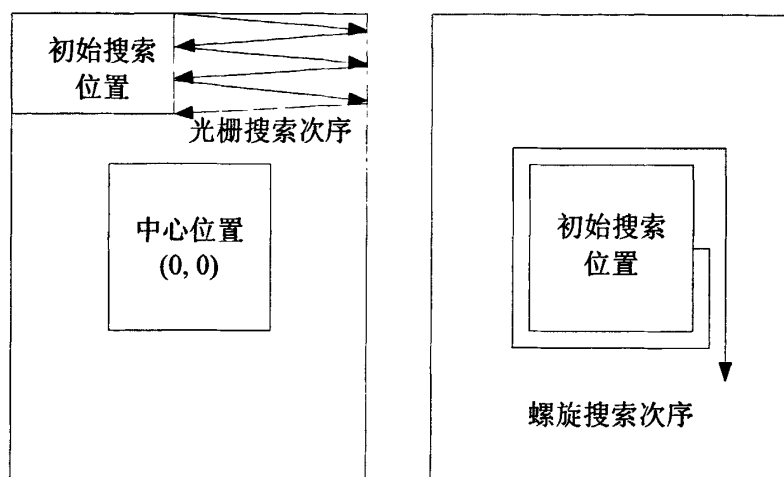 初始搜索
位置
光栅搜索次序
中心位置
(0, 0)
初始搜索
位置
螺旋搜索次序